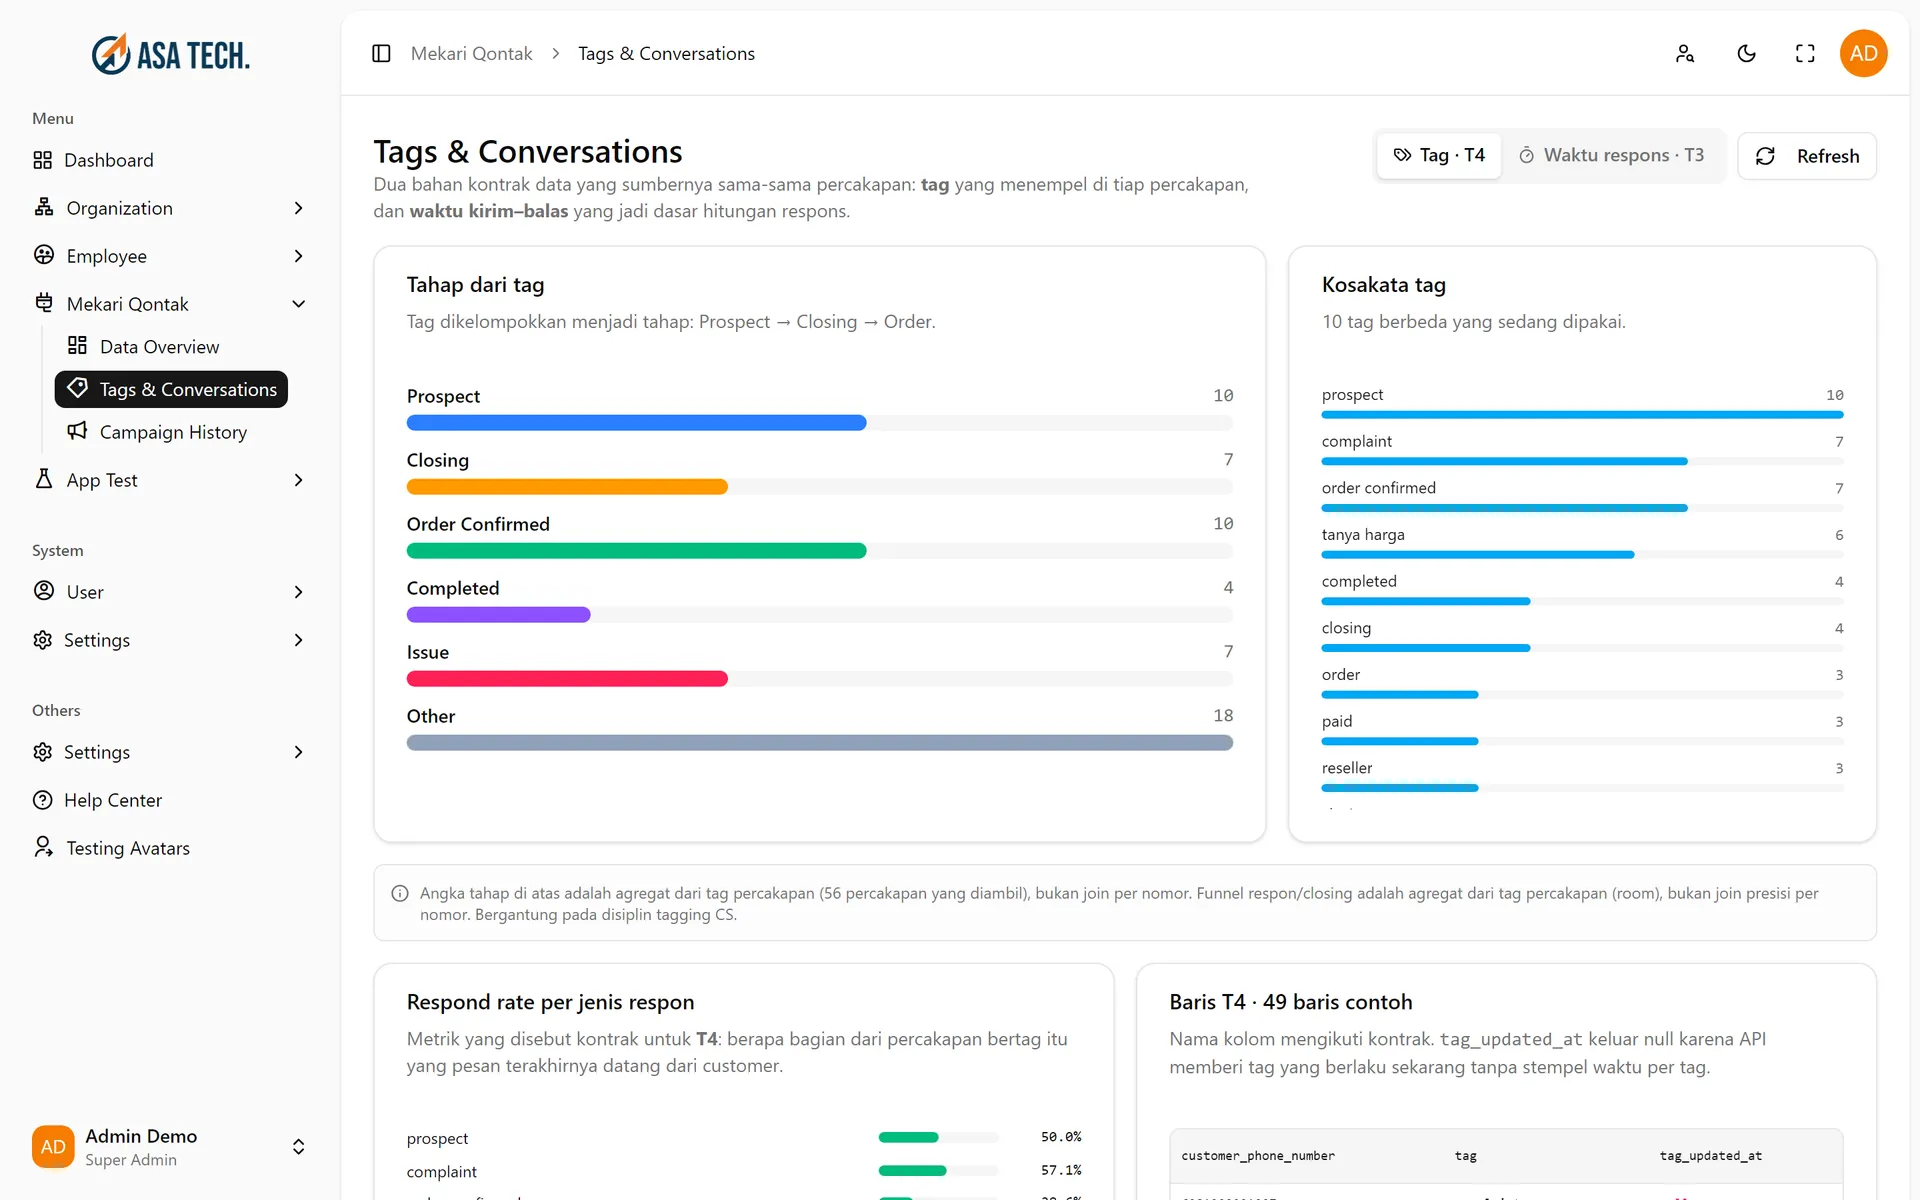 ASA TECH.
Menu
Dashboard
Organization
Employee
Mekari Qontak
Data Overview
Tags & Conversations
Campaign History
App Test
System
User
Settings
Others
Settings
Help Center
Testing Avatars
AD
Admin Demo
Super Admin
Mekari Qontak
Tags & Conversations
AD
Tags & Conversations
Dua bahan kontrak data yang sumbernya sama-sama percakapan: tag yang menempel di tiap percakapan,
dan waktu kirim–balas yang jadi dasar hitungan respons.
Tag · T4
Waktu respons · T3
Refresh
Tahap dari tag
Tag dikelompokkan menjadi tahap: Prospect → Closing → Order.
Prospect 10
Closing 7
Order Confirmed 10
Completed 4
Issue 7
Other 18
Kosakata tag
10 tag berbeda yang sedang dipakai.
prospect 10
complaint 7
order confirmed 7
tanya harga 6
completed 4
closing 4
order 3
paid 3
reseller 3
Angka tahap di atas adalah agregat dari tag percakapan (56 percakapan yang diambil), bukan join per nomor. Funnel respon/closing adalah agregat dari tag percakapan (room), bukan join presisi per
nomor. Bergantung pada disiplin tagging CS.
Respond rate per jenis respon
Metrik yang disebut kontrak untuk T4: berapa bagian dari percakapan bertag itu
yang pesan terakhirnya datang dari customer.
prospect 50.0%
complaint 57.1%
Baris T4 · 49 baris contoh
Nama kolom mengikuti kontrak. tag_updated_at keluar null karena API
memberi tag yang berlaku sekarang tanpa stempel waktu per tag.
customer_phone_number tag tag_updated_at